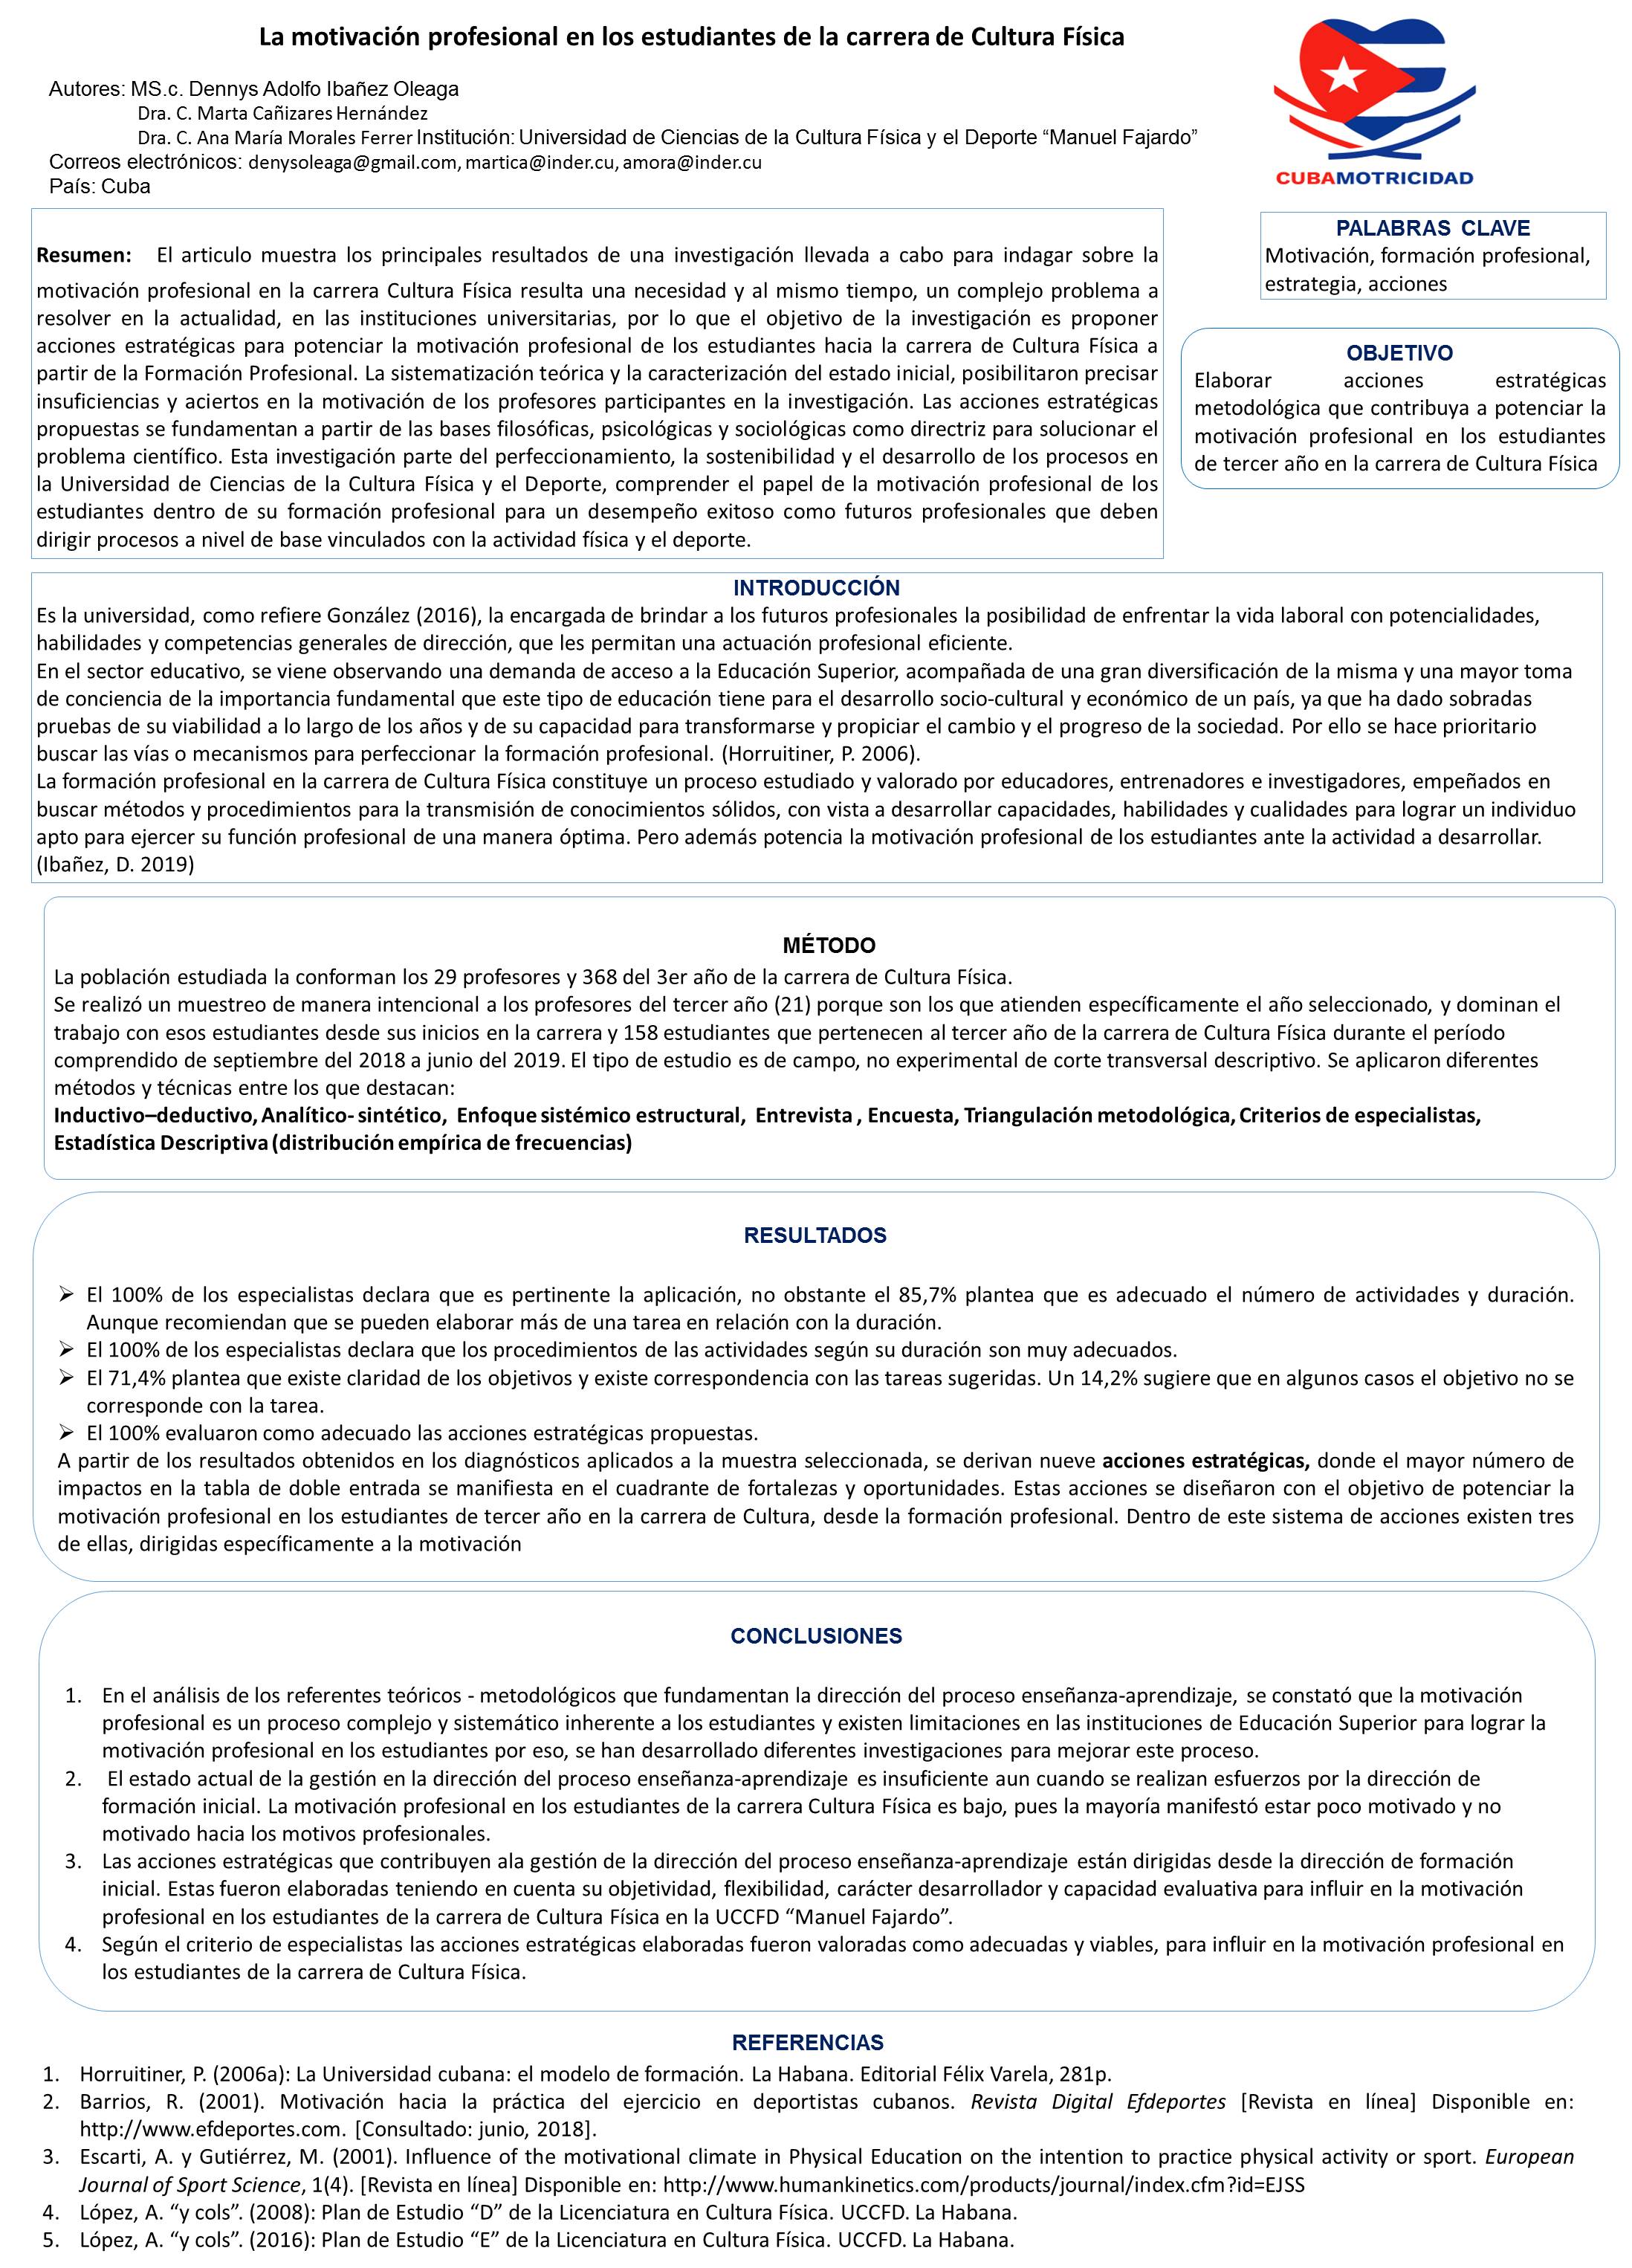 La motivación profesional en los estudiantes de la carrera de Cultura Física
Autores: MS.c. Dennys Adolfo Ibañez Oleaga
Dra. C. Marta Cañizares Hernández
Dra. C. Ana María Morales Ferrer Institución: Universidad de Ciencias de la Cultura Física y el Deporte “Manuel Fajardo”
Correos electrónicos: denysoleaga@gmail.com, martica@inder.cu, amora@inder.cu
País: Cuba
CUBAMOTRICIDAD
Resumen: El articulo muestra los principales resultados de una investigación llevada a cabo para indagar sobre la
motivación profesional en la carrera Cultura Física resulta una necesidad y al mismo tiempo, un complejo problema a
resolver en la actualidad, en las instituciones universitarias, por lo que el objetivo de la investigación es proponer
acciones estratégicas para potenciar la motivación profesional de los estudiantes hacia la carrera de Cultura Física a
partir de la Formación Profesional. La sistematización teórica y la caracterización del estado inicial, posibilitaron precisar
insuficiencias y aciertos en la motivación de los profesores participantes en la investigación. Las acciones estratégicas
propuestas se fundamentan a partir de las bases filosóficas, psicológicas y sociológicas como directriz para solucionar el
problema científico. Esta investigación parte del perfeccionamiento, la sostenibilidad y el desarrollo de los procesos en
la Universidad de Ciencias de la Cultura Física y el Deporte, comprender el papel de la motivación profesional de los
estudiantes dentro de su formación profesional para un desempeño exitoso como futuros profesionales que deben
dirigir procesos a nivel de base vinculados con la actividad física y el deporte.
PALABRAS CLAVE
Motivación, formación profesional,
estrategia, acciones
OBJETIVO
Elaborar acciones estratégicas
metodológica que contribuya a potenciar la
motivación profesional en los estudiantes
de tercer año en la carrera de Cultura Física
INTRODUCCIÓN
Es la universidad, como refiere González (2016), la encargada de brindar a los futuros profesionales la posibilidad de enfrentar la vida laboral con potencialidades,
habilidades y competencias generales de dirección, que les permitan una actuación profesional eficiente.
En el sector educativo, se viene observando una demanda de acceso a la Educación Superior, acompañada de una gran diversificación de la misma y una mayor toma
de conciencia de la importancia fundamental que este tipo de educación tiene para el desarrollo socio-cultural y económico de un país, ya que ha dado sobradas
pruebas de su viabilidad a lo largo de los años y de su capacidad para transformarse y propiciar el cambio y el progreso de la sociedad. Por ello se hace prioritario
buscar las vías o mecanismos para perfeccionar la formación profesional. (Horruitiner, P. 2006).
La formación profesional en la carrera de Cultura Física constituye un proceso estudiado y valorado por educadores, entrenadores e investigadores, empeñados en
buscar métodos y procedimientos para la transmisión de conocimientos sólidos, con vista a desarrollar capacidades, habilidades y cualidades para lograr un individuo
apto para ejercer su función profesional de una manera óptima. Pero además potencia la motivación profesional de los estudiantes ante la actividad a desarrollar.
(Ibañez, D. 2019)
MÉTODO
La población estudiada la conforman los 29 profesores y 368 del 3er año de la carrera de Cultura Física.
Se realizó un muestreo de manera intencional a los profesores del tercer año (21) porque son los que atienden específicamente el año seleccionado, y dominan el
trabajo con esos estudiantes desde sus inicios en la carrera y 158 estudiantes que pertenecen al tercer año de la carrera de Cultura Física durante el período
comprendido de septiembre del 2018 a junio del 2019. El tipo de estudio es de campo, no experimental de corte transversal descriptivo. Se aplicaron diferentes
métodos y técnicas entre los que destacan:
Inductivo–deductivo, Analítico- sintético, Enfoque sistémico estructural, Entrevista , Encuesta, Triangulación metodológica, Criterios de especialistas,
Estadística Descriptiva (distribución empírica de frecuencias)
RESULTADOS
➢ El 100% de los especialistas declara que es pertinente la aplicación, no obstante el 85,7% plantea que es adecuado el número de actividades y duración.
Aunque recomiendan que se pueden elaborar más de una tarea en relación con la duración.
➢ El 100% de los especialistas declara que los procedimientos de las actividades según su duración son muy adecuados.
➢ El 71,4% plantea que existe claridad de los objetivos y existe correspondencia con las tareas sugeridas. Un 14,2% sugiere que en algunos casos el objetivo no se
corresponde con la tarea.
➢ El 100% evaluaron como adecuado las acciones estratégicas propuestas.
A partir de los resultados obtenidos en los diagnósticos aplicados a la muestra seleccionada, se derivan nueve acciones estratégicas, donde el mayor número de
impactos en la tabla de doble entrada se manifiesta en el cuadrante de fortalezas y oportunidades. Estas acciones se diseñaron con el objetivo de potenciar la
motivación profesional en los estudiantes de tercer año en la carrera de Cultura, desde la formación profesional. Dentro de este sistema de acciones existen tres
de ellas, dirigidas específicamente a la motivación
CONCLUSIONES
1. En el análisis de los referentes teóricos - metodológicos que fundamentan la dirección del proceso enseñanza-aprendizaje, se constató que la motivación
profesional es un proceso complejo y sistemático inherente a los estudiantes y existen limitaciones en las instituciones de Educación Superior para lograr la
motivación profesional en los estudiantes por eso, se han desarrollado diferentes investigaciones para mejorar este proceso.
2. El estado actual de la gestión en la dirección del proceso enseñanza-aprendizaje es insuficiente aun cuando se realizan esfuerzos por la dirección de
formación inicial. La motivación profesional en los estudiantes de la carrera Cultura Física es bajo, pues la mayoría manifestó estar poco motivado y no
motivado hacia los motivos profesionales.
3. Las acciones estratégicas que contribuyen ala gestión de la dirección del proceso enseñanza-aprendizaje están dirigidas desde la dirección de formación
inicial. Estas fueron elaboradas teniendo en cuenta su objetividad, flexibilidad, carácter desarrollador y capacidad evaluativa para influir en la motivación
profesional en los estudiantes de la carrera de Cultura Física en la UCCFD “Manuel Fajardo”.
4. Según el criterio de especialistas las acciones estratégicas elaboradas fueron valoradas como adecuadas y viables, para influir en la motivación profesional en
los estudiantes de la carrera de Cultura Física.
REFERENCIAS
1. Horruitiner, P. (2006a): La Universidad cubana: el modelo de formación. La Habana. Editorial Félix Varela, 281p.
2. Barrios, R. (2001). Motivación hacia la práctica del ejercicio en deportistas cubanos. Revista Digital Efdeportes [Revista en línea] Disponible en:
http://www.efdeportes.com. [Consultado: junio, 2018].
3. Escarti, A. y Gutiérrez, M. (2001). Influence of the motivational climate in Physical Education on the intention to practice physical activity or sport. European
Journal of Sport Science, 1(4). [Revista en línea] Disponible en: http://www.humankinetics.com/products/journal/index.cfm?id=EJSS
4. López, A. “y cols”. (2008): Plan de Estudio “D” de la Licenciatura en Cultura Física. UCCFD. La Habana.
5. López, A. “y cols”. (2016): Plan de Estudio “E” de la Licenciatura en Cultura Física. UCCFD. La Habana.